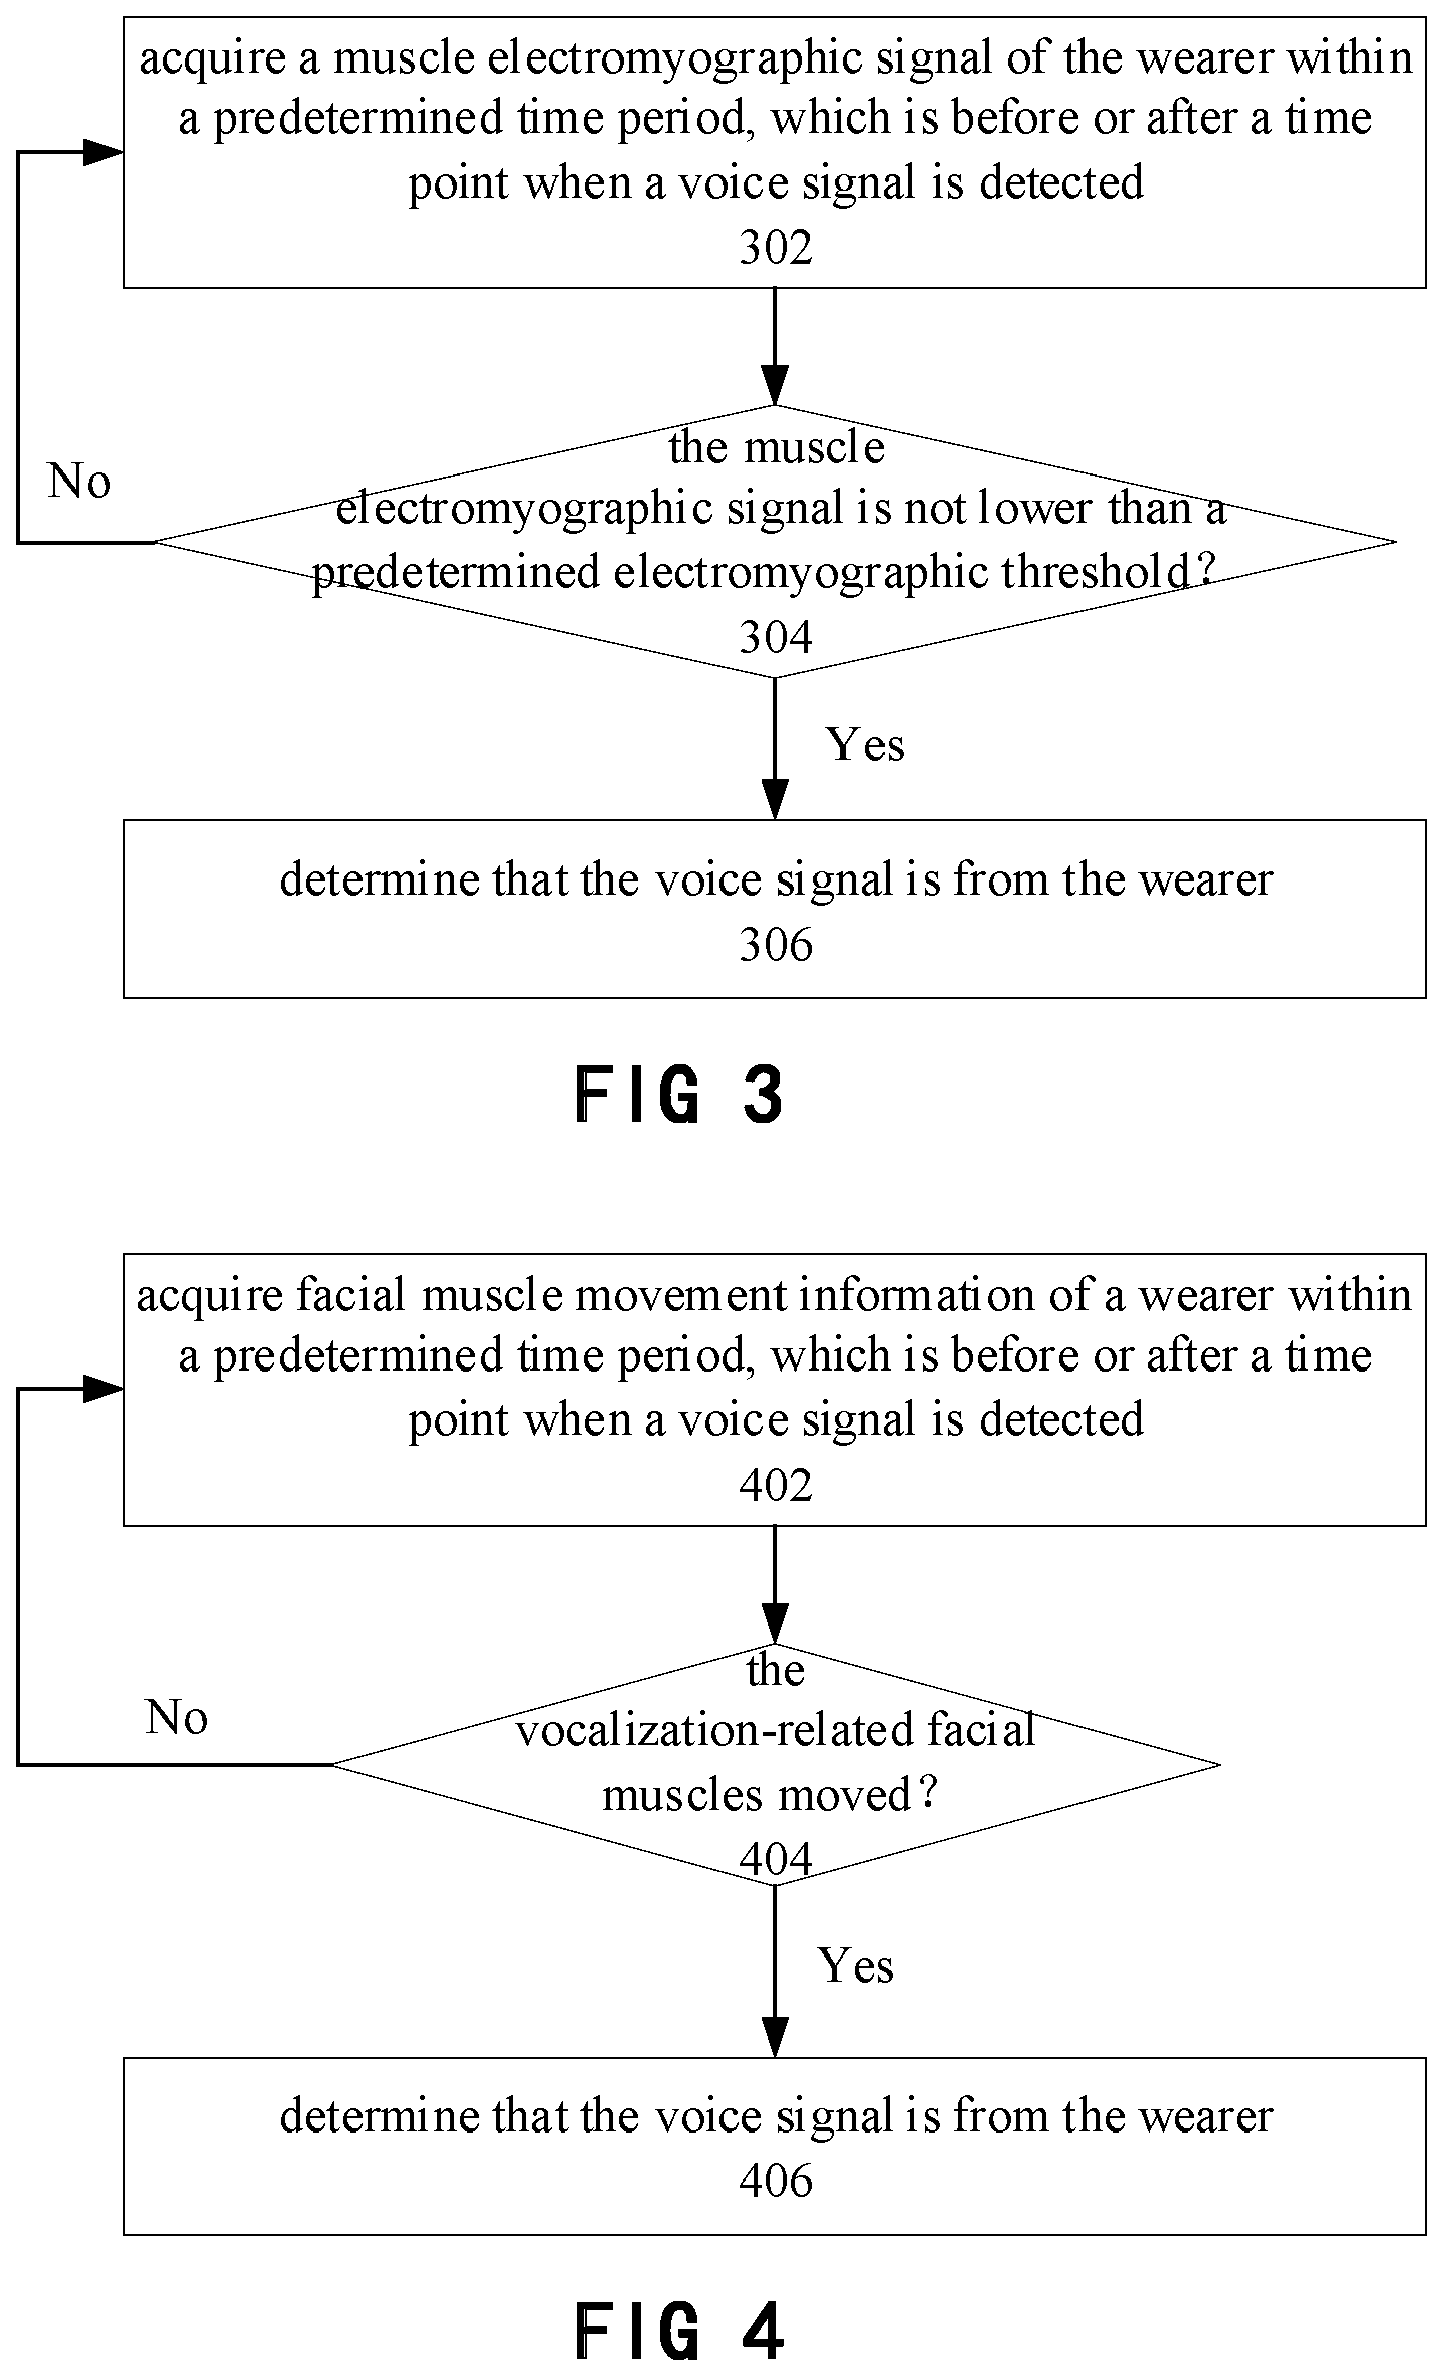 acquire a muscle electromyographic signal of the wearer within
a predetermined time period, which is before or after a time
point when a voice signal is detected
302
the muscle
electromyographic signal is not lower than a
predetermined electromyographic threshold?
304
No
Yes
determine that the voice signal is from the wearer
306
FIG 3
acquire facial muscle movement information of a wearer within
a predetermined time period, which is before or after a time
point when a voice signal is detected
402
the
vocalization-related facial
muscles moved?
404
No
Yes
determine that the voice signal is from the wearer
406
FIG 4